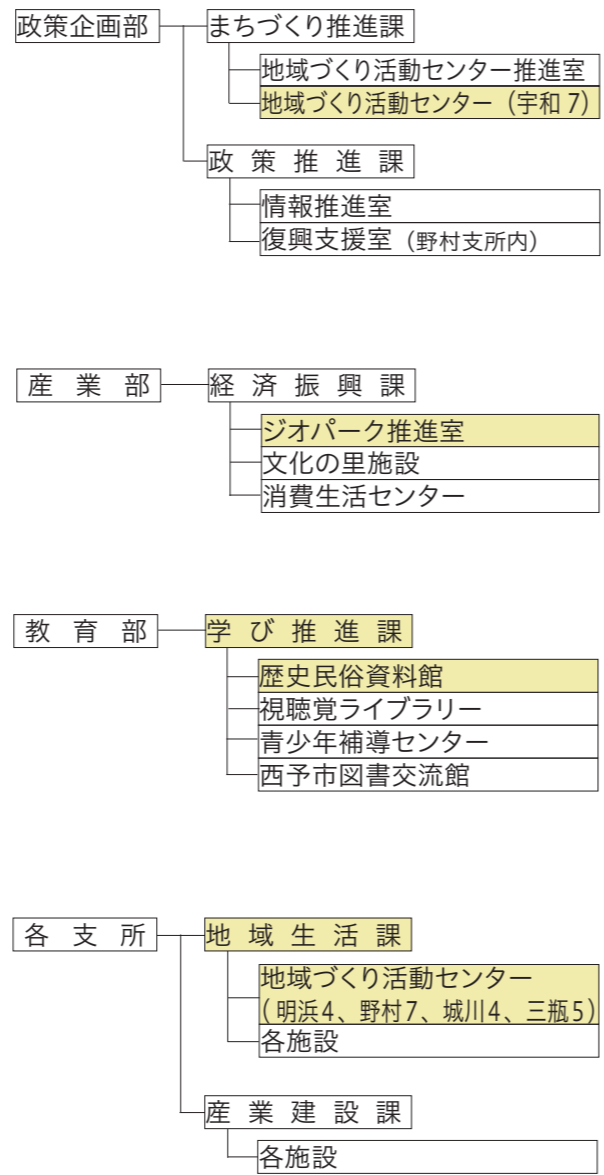 政策企画部 まちづくり推進課
地域づくり活動センター推進室
地域づくり活動センター（宇和7）
政策推進課
情報推進室
復興支援室（野村支所内）
産業部 経済振興課
ジオパーク推進室
文化の里施設
消費生活センター
教育部 学び推進課
歴史民俗資料館
視聴覚ライブラリー
青少年補導センター
西予市図書交流館
各支所 地域生活課
地域づくり活動センター
（明浜4、野村7、城川4、三瓶5）
各施設
産業建設課
各施設